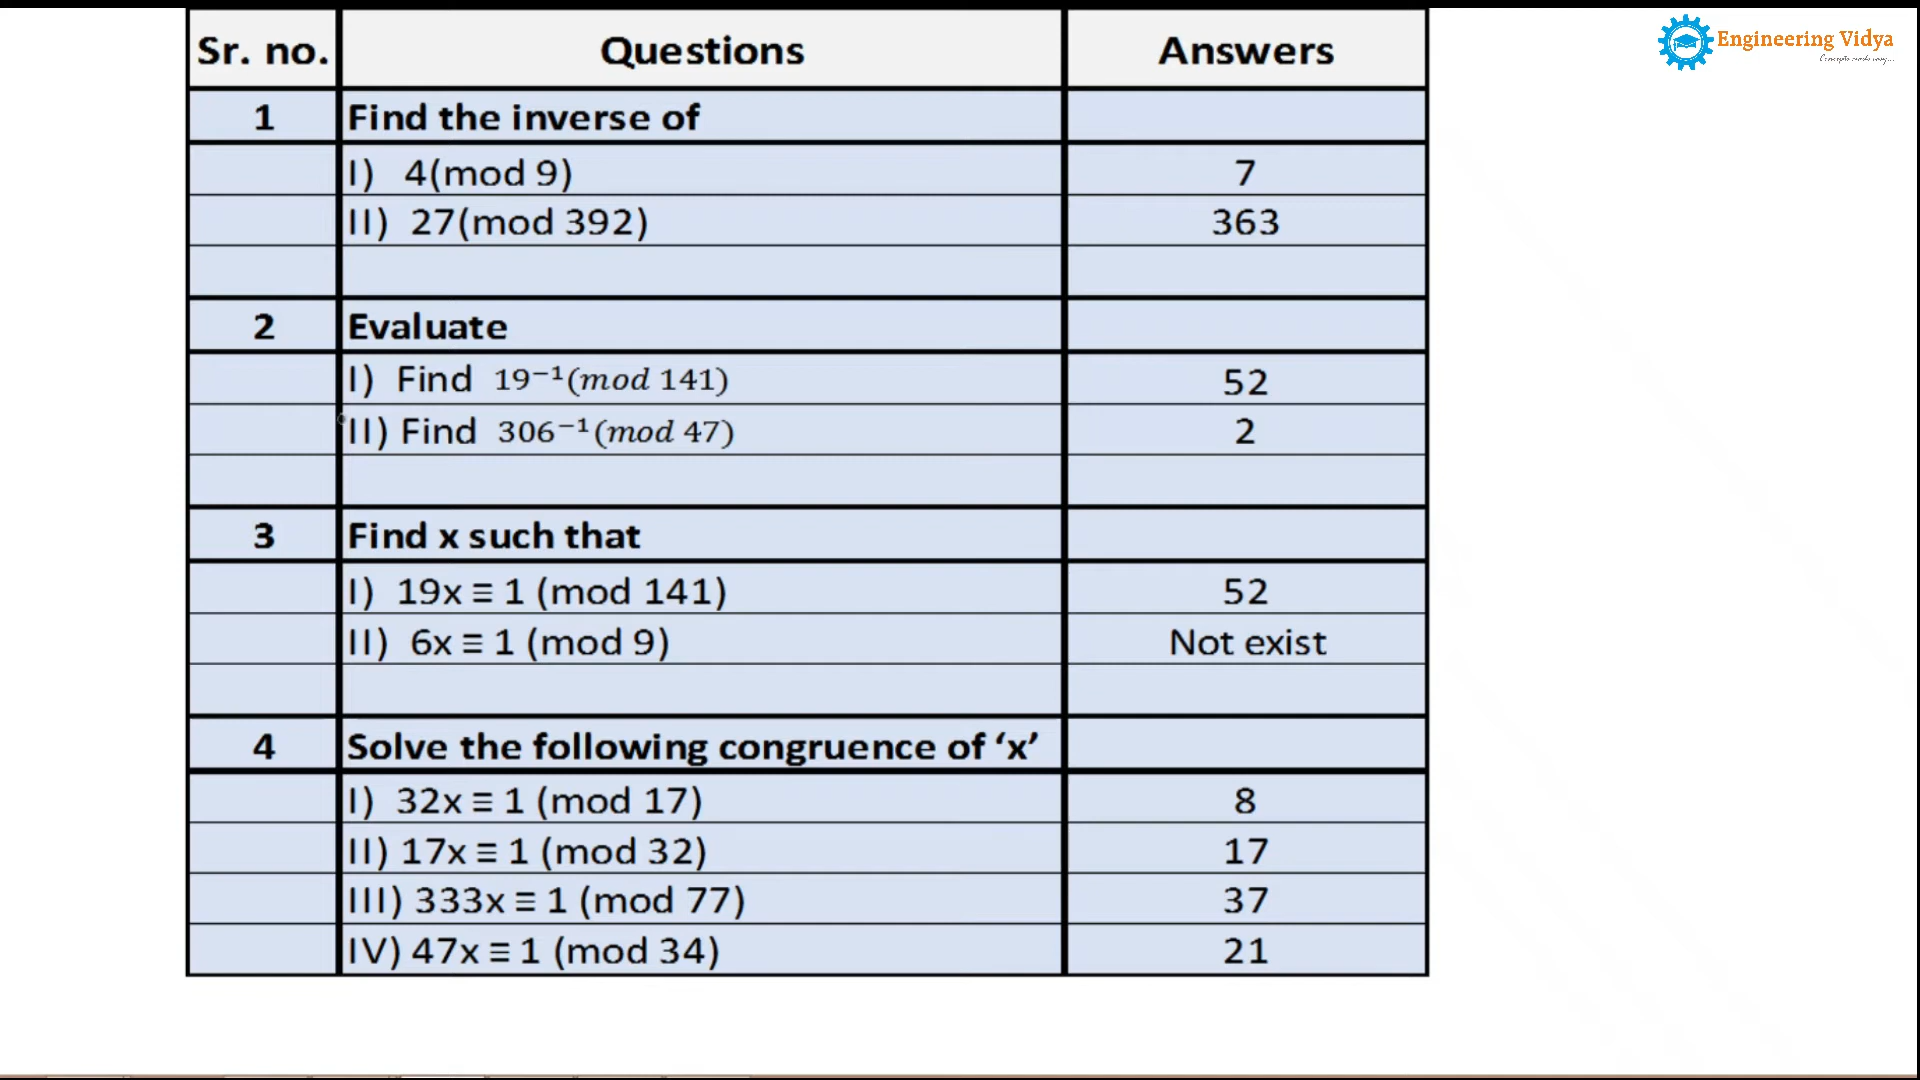 Sr. no. Questions Answers
Engineering Vidya
Concepts made easy...
1 Find the inverse of
I) 4(mod 9) 7
II) 27(mod 392) 363
2 Evaluate
I) Find 19⁻¹(mod 141) 52
II) Find 306⁻¹(mod 47) 2
3 Find x such that
I) 19x ≡ 1 (mod 141) 52
II) 6x ≡ 1 (mod 9) Not exist
4 Solve the following congruence of ‘x’
I) 32x ≡ 1 (mod 17) 8
II) 17x ≡ 1 (mod 32) 17
III) 333x ≡ 1 (mod 77) 37
IV) 47x ≡ 1 (mod 34) 21